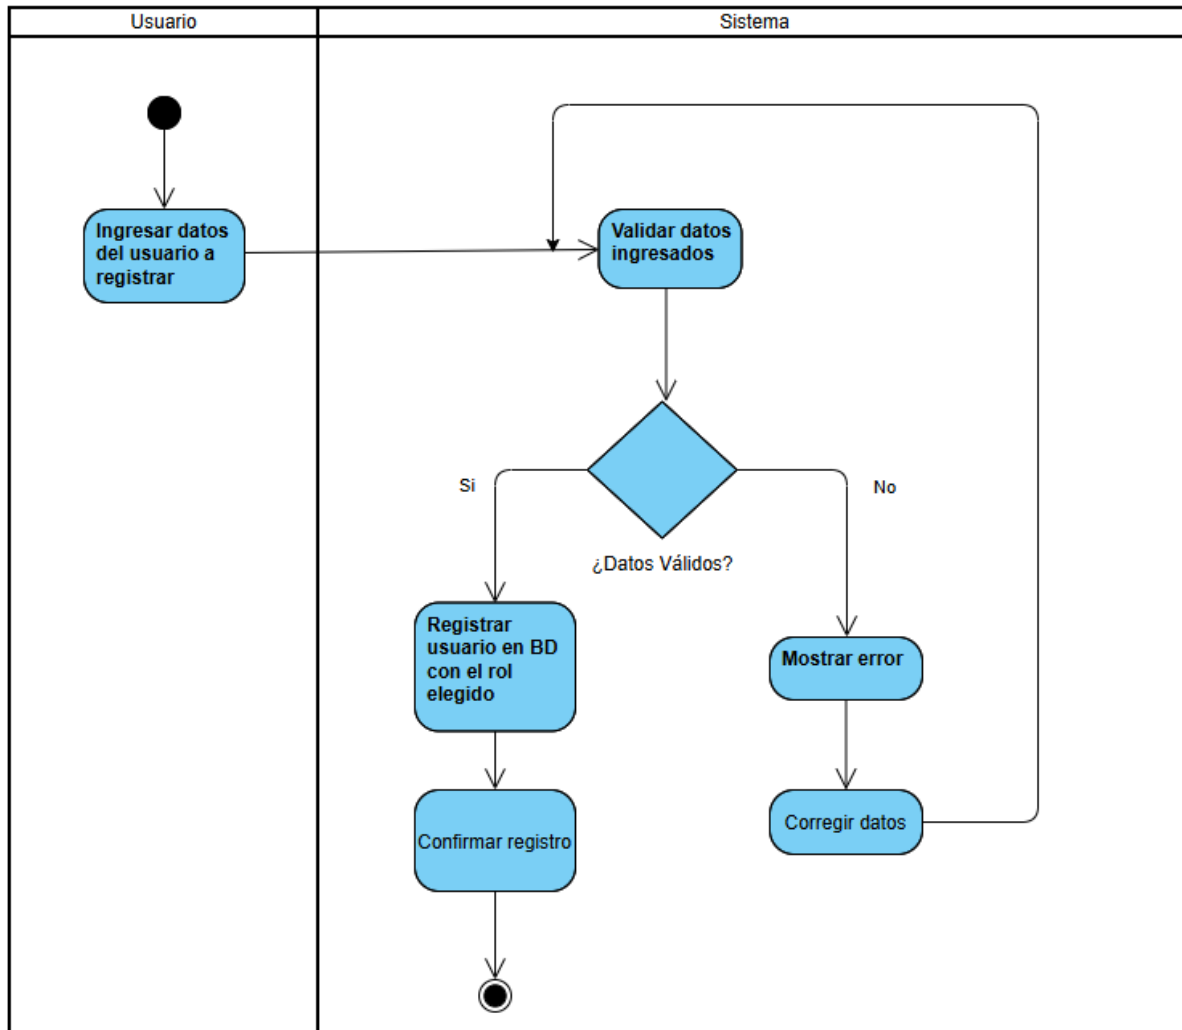 Usuario
Sistema
Ingresar datos
del usuario a
registrar
Validar datos
ingresados
Si
No
¿Datos Válidos?
Registrar
usuario en BD
con el rol
elegido
Mostrar error
Confirmar registro
Corregir datos